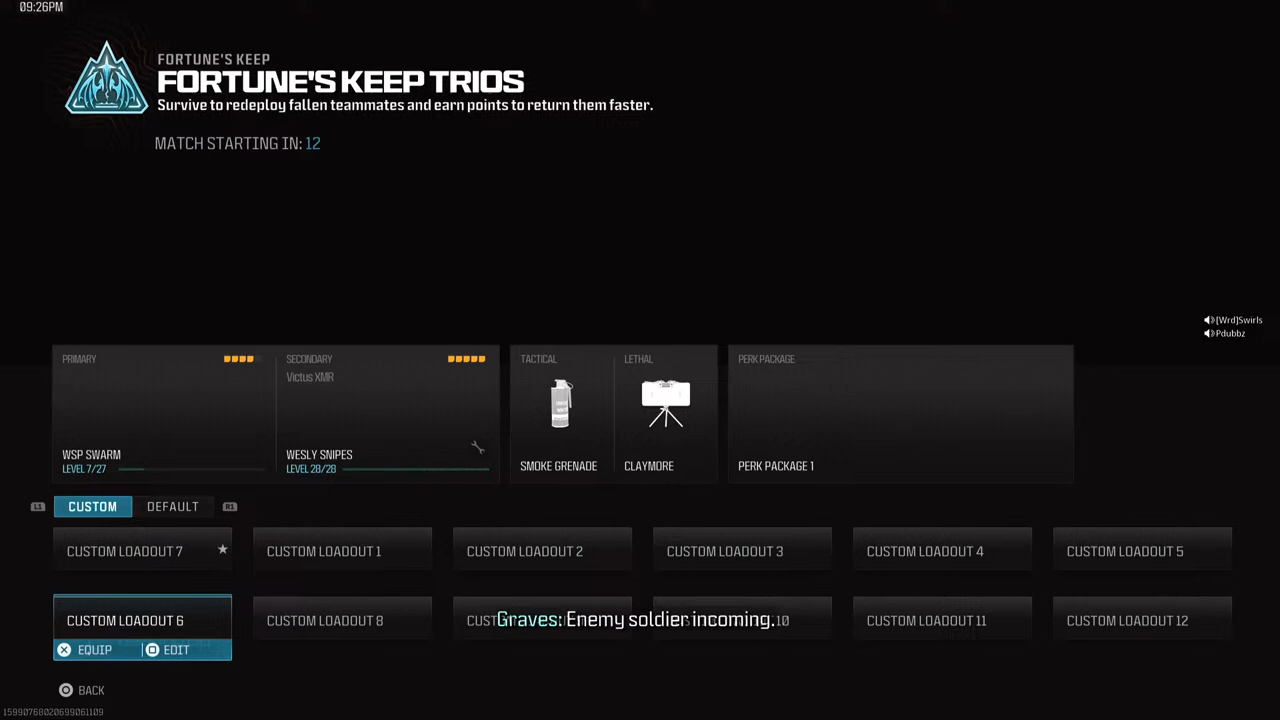 09:26PM
FORTUNE'S KEEP
FORTUNE'S KEEP TRIOS
Survive to redeploy fallen teammates and earn points to return them faster.
MATCH STARTING IN: 12
[Wrd]Swirls
Pdubbz
PRIMARY
SECONDARY
TACTICAL
LETHAL
PERK PACKAGE
Victus XMR
WSP SWARM
WESLY SNIPES
LEVEL 7/27
LEVEL 28/28
SMOKE GRENADE
CLAYMORE
PERK PACKAGE 1
L1
CUSTOM
DEFAULT
R1
CUSTOM LOADOUT 7
CUSTOM LOADOUT 1
CUSTOM LOADOUT 2
CUSTOM LOADOUT 3
CUSTOM LOADOUT 4
CUSTOM LOADOUT 5
CUSTOM LOADOUT 6
CUSTOM LOADOUT 8
Graves: Enemy soldier incoming.
10
CUSTOM LOADOUT 11
CUSTOM LOADOUT 12
EQUIP
EDIT
BACK
15990768020699061109